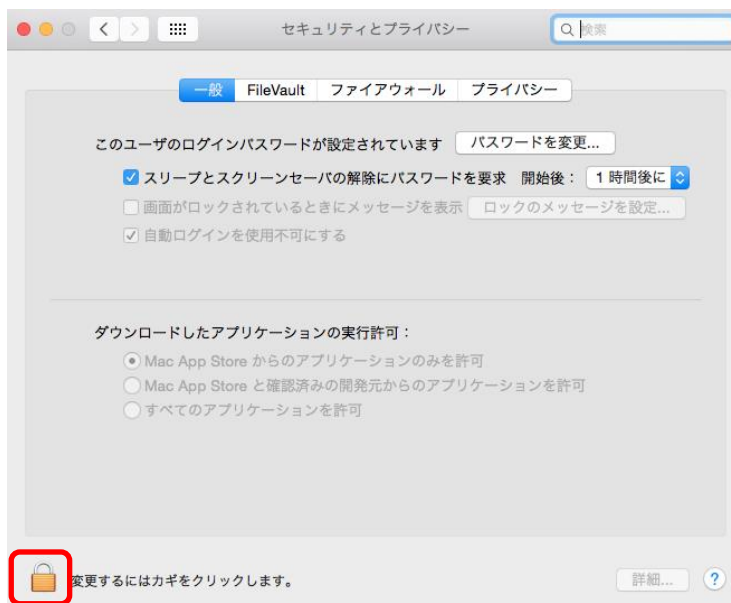 セキュリティとプライバシー
検索
一般 FileVault ファイアウォール プライバシー
このユーザのログインパスワードが設定されています パスワードを変更...
スリープとスクリーンセーバの解除にパスワードを要求 開始後： 1 時間後に
画面がロックされているときにメッセージを表示 ロックのメッセージを設定...
自動ログインを使用不可にする
ダウンロードしたアプリケーションの実行許可：
Mac App Store からのアプリケーションのみを許可
Mac App Store と確認済みの開発元からのアプリケーションを許可
すべてのアプリケーションを許可
変更するにはカギをクリックします。 詳細... ?